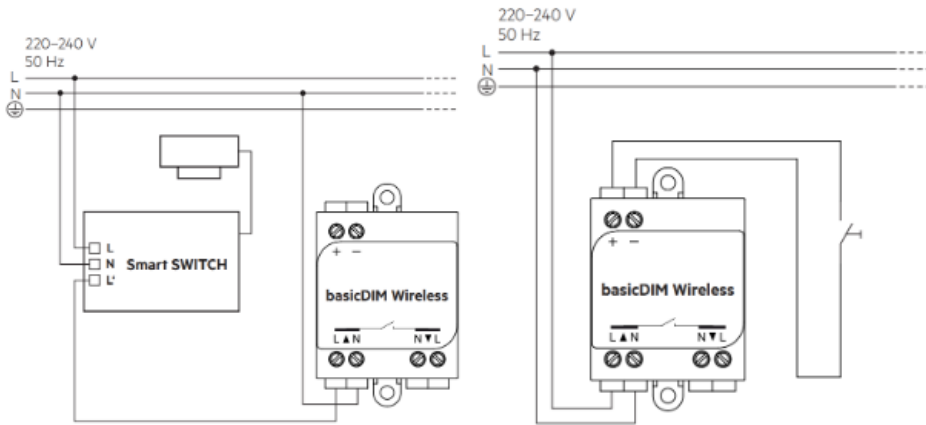 220–240 V
50 Hz
L
N
L
N
L'
Smart SWITCH
+ −
basicDIM Wireless
L ▲ N
N ▼ L
220–240 V
50 Hz
L
N
+ −
basicDIM Wireless
L ▲ N
N ▼ L